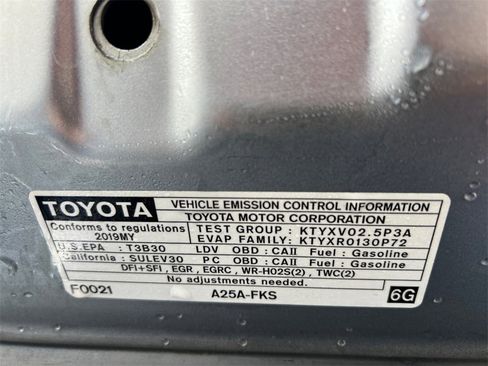 TOYOTA
VEHICLE EMISSION CONTROL INFORMATION
TOYOTA MOTOR CORPORATION
Conforms to regulations
2019MY
TEST GROUP : KTYXV02.5P3A
EVAP FAMILY: KTYXR0130P72
U.S.EPA : T3B30 LDV OBD : CAII Fuel : Gasoline
California : SULEV30 PC OBD : CAII Fuel : Gasoline
DFI+SFI , EGR , EGRC , WR-HO2S(2) , TWC(2)
No adjustments needed.
F0021 A25A-FKS 6G